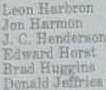 Leon Harbron
Jon Harmon
J. C. Henderson
Edward Horst
Brad Huggins
Donald Jeffries